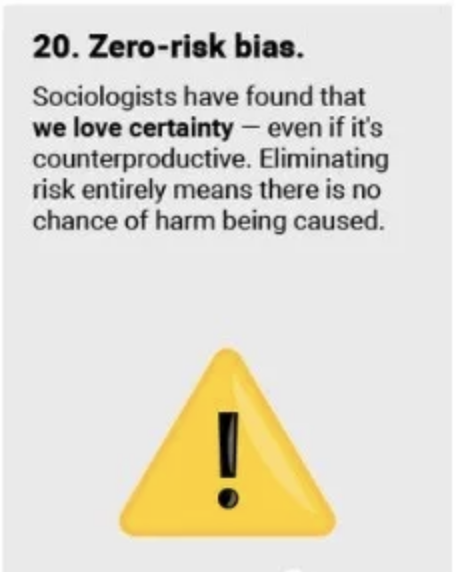 20. Zero-risk bias.
Sociologists have found that
we love certainty – even if it's
counterproductive. Eliminating
risk entirely means there is no
chance of harm being caused.